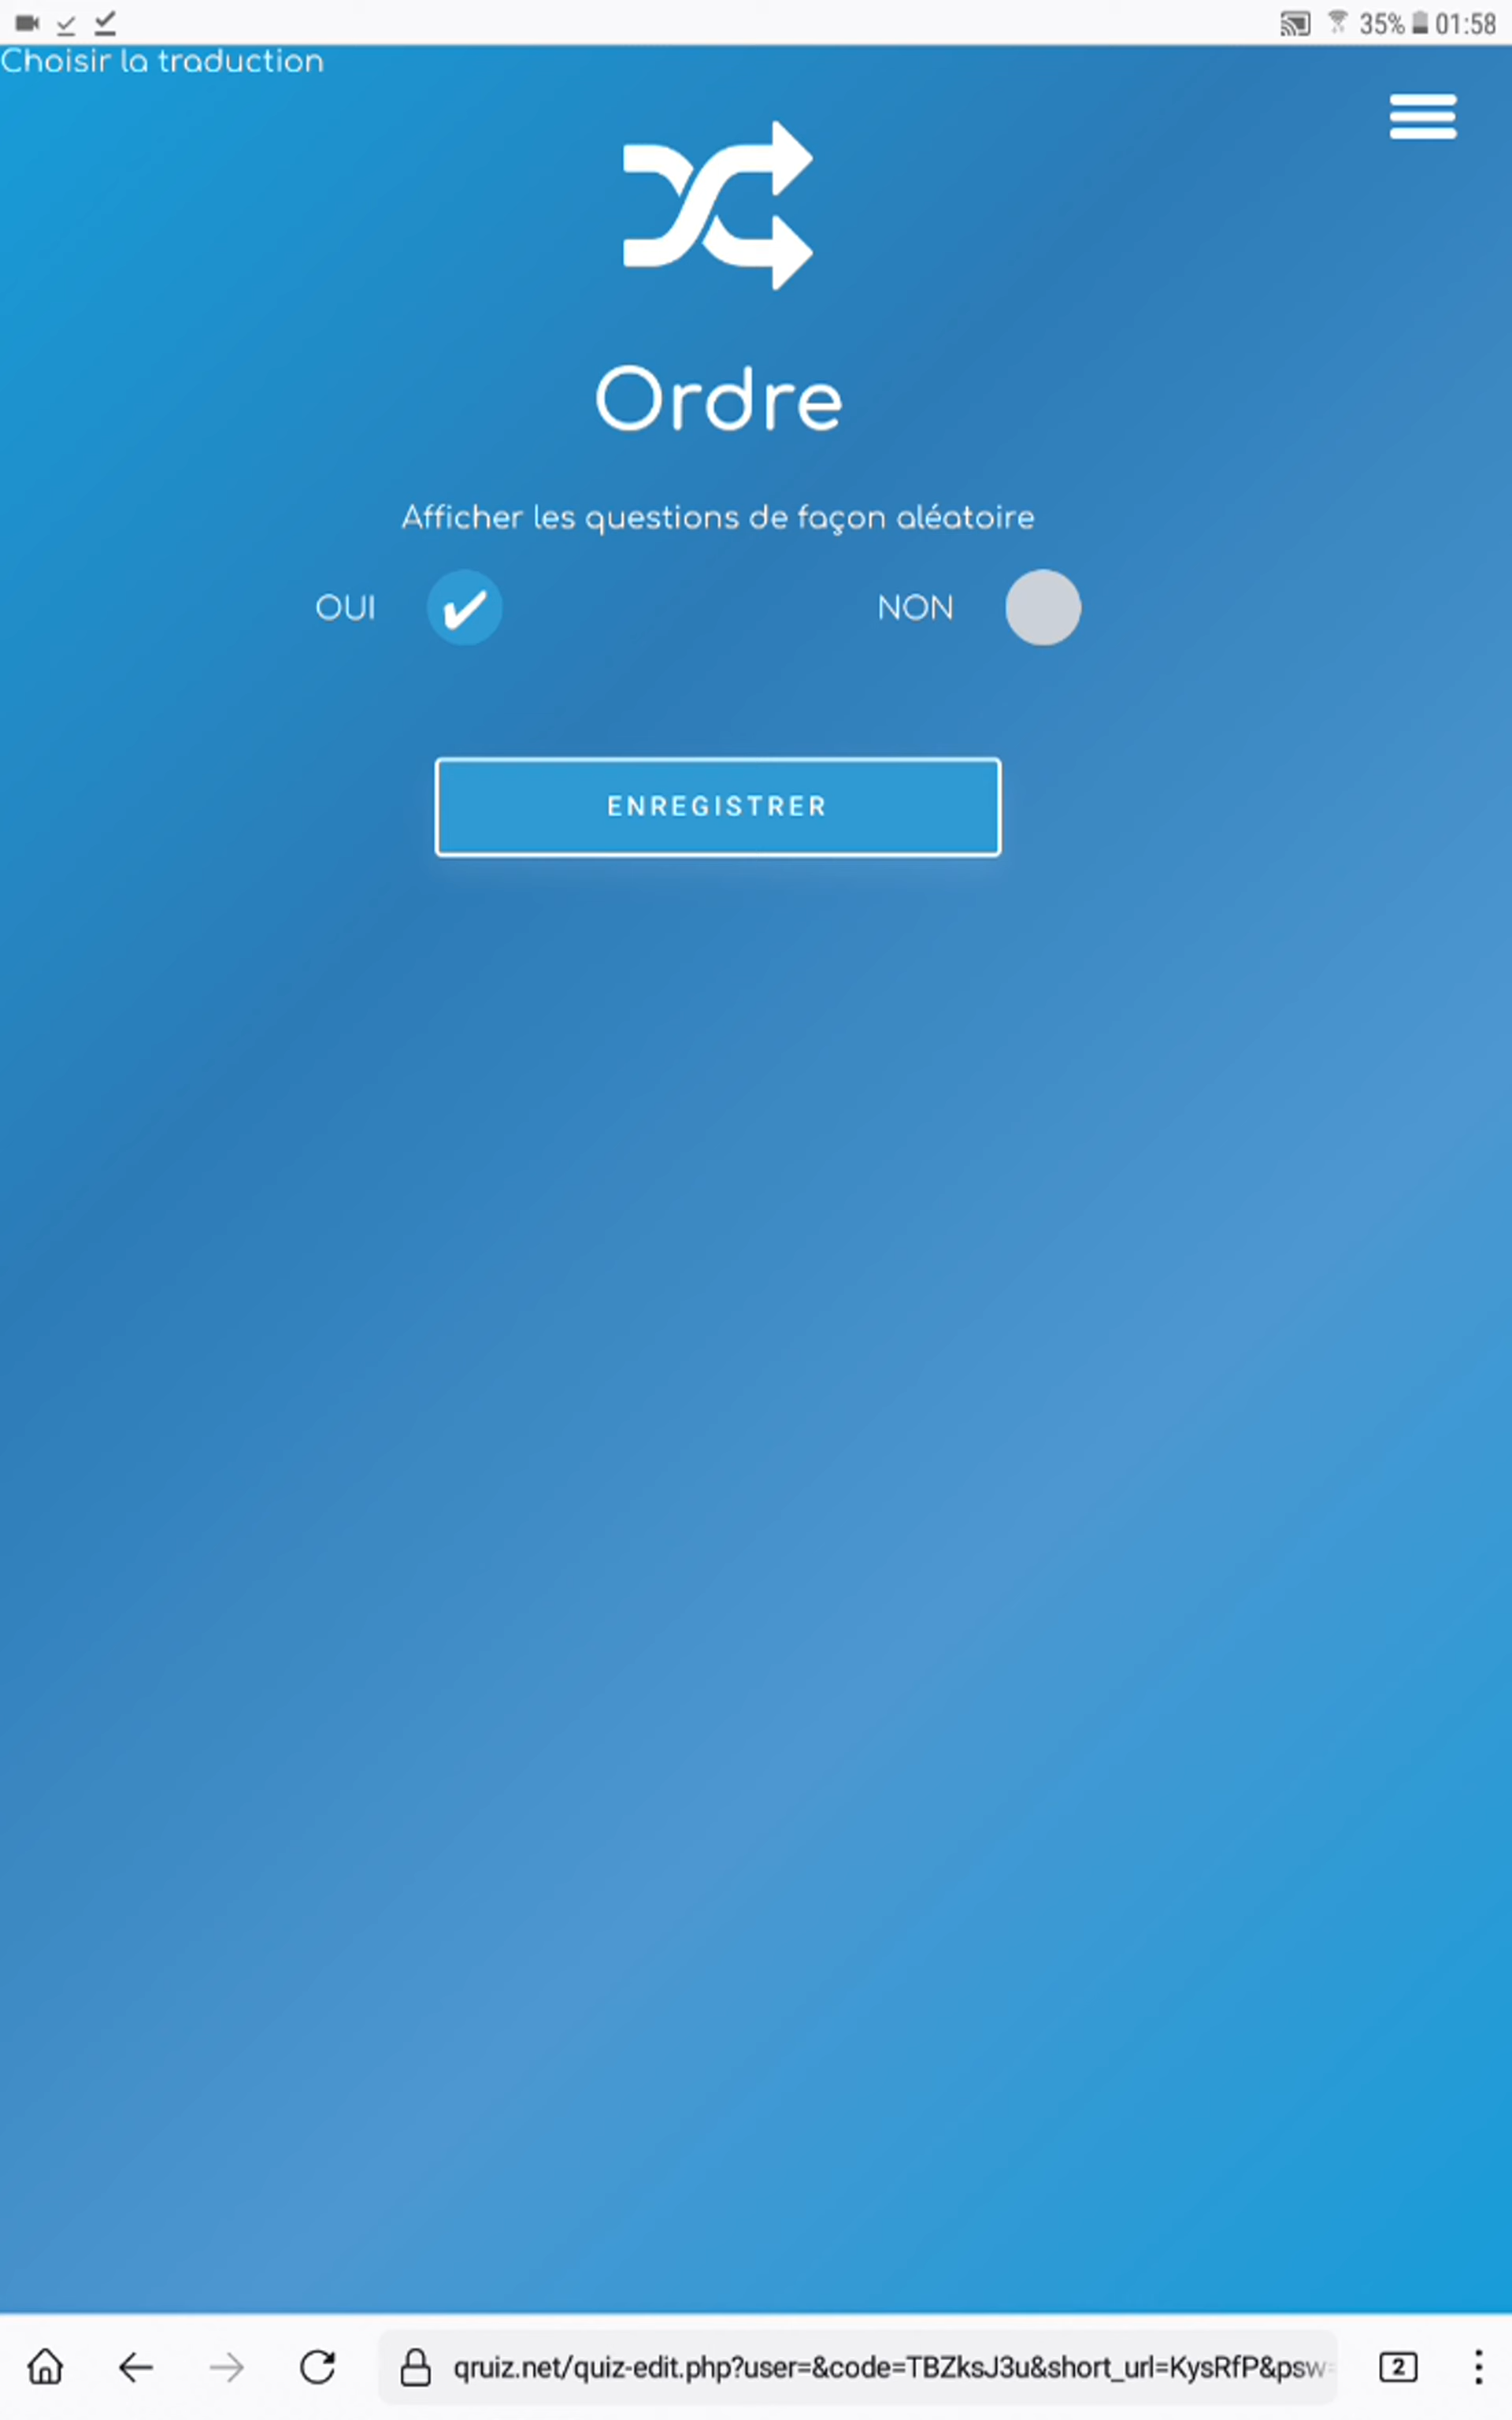 35% 01:58
Choisir la traduction
Ordre
Afficher les questions de façon aléatoire
OUI NON
ENREGISTRER
qruiz.net/quiz-edit.php?user=&code=TBZksJ3u&short_url=KysRfP&psw=
2